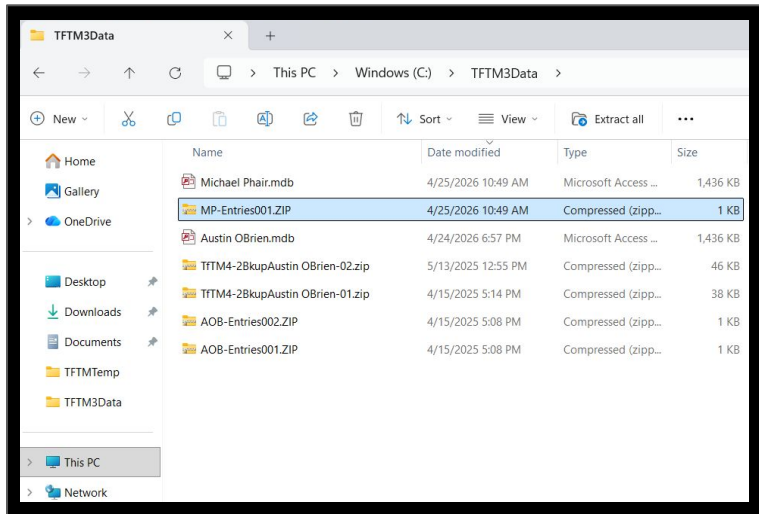 TFTM3Data
This PC > Windows (C:) > TFTM3Data >
New
Sort
View
Extract all
...
Home
Gallery
OneDrive
Desktop
Downloads
Documents
TFTMTemp
TFTM3Data
This PC
Network
Name Date modified Type Size
Michael Phair.mdb 4/25/2026 10:49 AM Microsoft Access ... 1,436 KB
MP-Entries001.ZIP 4/25/2026 10:49 AM Compressed (zipp... 1 KB
Austin OBrien.mdb 4/24/2026 6:57 PM Microsoft Access ... 1,436 KB
TfTM4-2BkupAustin OBrien-02.zip 5/13/2025 12:55 PM Compressed (zipp... 46 KB
TfTM4-2BkupAustin OBrien-01.zip 4/15/2025 5:14 PM Compressed (zipp... 38 KB
AOB-Entries002.ZIP 4/15/2025 5:08 PM Compressed (zipp... 1 KB
AOB-Entries001.ZIP 4/15/2025 5:08 PM Compressed (zipp... 1 KB